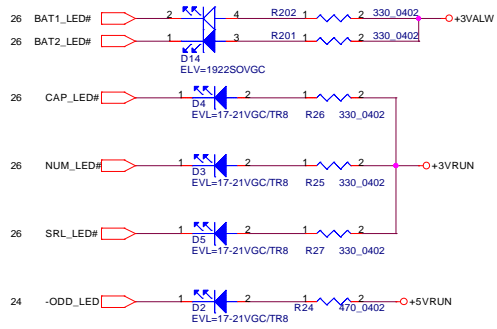 26 BAT1_LED# 2 4 R202 1 2 330_0402 +3VALW
26 BAT2_LED# 1 3 R201 1 2 330_0402
D14
ELV=1922SOVGC
26 CAP_LED# 1 2 1 2
D4
EVL=17-21VGC/TR8 R26 330_0402
26 NUM_LED# 1 2 1 2 +3VRUN
D3
EVL=17-21VGC/TR8 R25 330_0402
26 SRL_LED# 1 2 1 2
D5
EVL=17-21VGC/TR8 R27 330_0402
24 -ODD_LED 1 2 1 2 +5VRUN
D2 R24 470_0402
EVL=17-21VGC/TR8